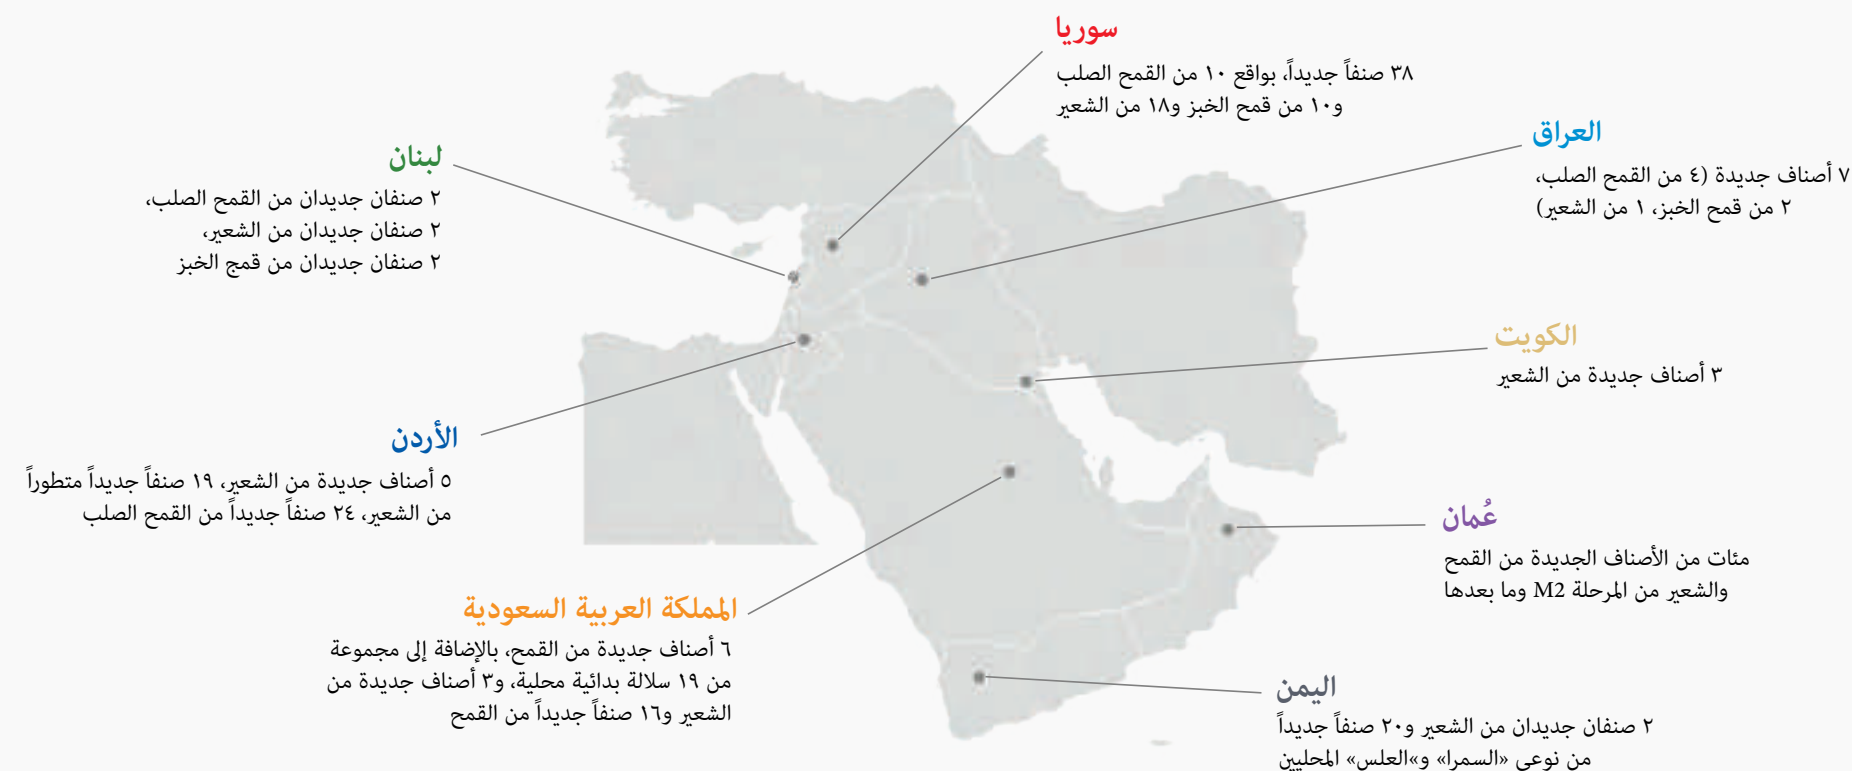 سوريا
٣٨ صنفاً جديداً، بواقع ١٠ من القمح الصلب
و١٠ من قمح الخبز و١٨ من الشعير
العراق
٧ أصناف جديدة (٤ من القمح الصلب،
٢ من قمح الخبز، ١ من الشعير)
لبنان
٢ صنفان جديدان من القمح الصلب،
٢ صنفان جديدان من الشعير،
٢ صنفان جديدان من قمج الخبز
الكويت
٣ أصناف جديدة من الشعير
الأردن
٥ أصناف جديدة من الشعير، ١٩ صنفاً جديداً متطوراً
من الشعير، ٢٤ صنفاً جديداً من القمح الصلب
عُمان
مئات من الأصناف الجديدة من القمح
والشعير من المرحلة M2 وما بعدها
المملكة العربية السعودية
٦ أصناف جديدة من القمح، بالإضافة إلى مجموعة
من ١٩ سلالة بدائية محلية، و٣ أصناف جديدة من
الشعير و١٦ صنفاً جديداً من القمح
اليمن
٢ صنفان جديدان من الشعير و٢٠ صنفاً جديداً
من نوعي «السمرا» و»العلس» المحليين